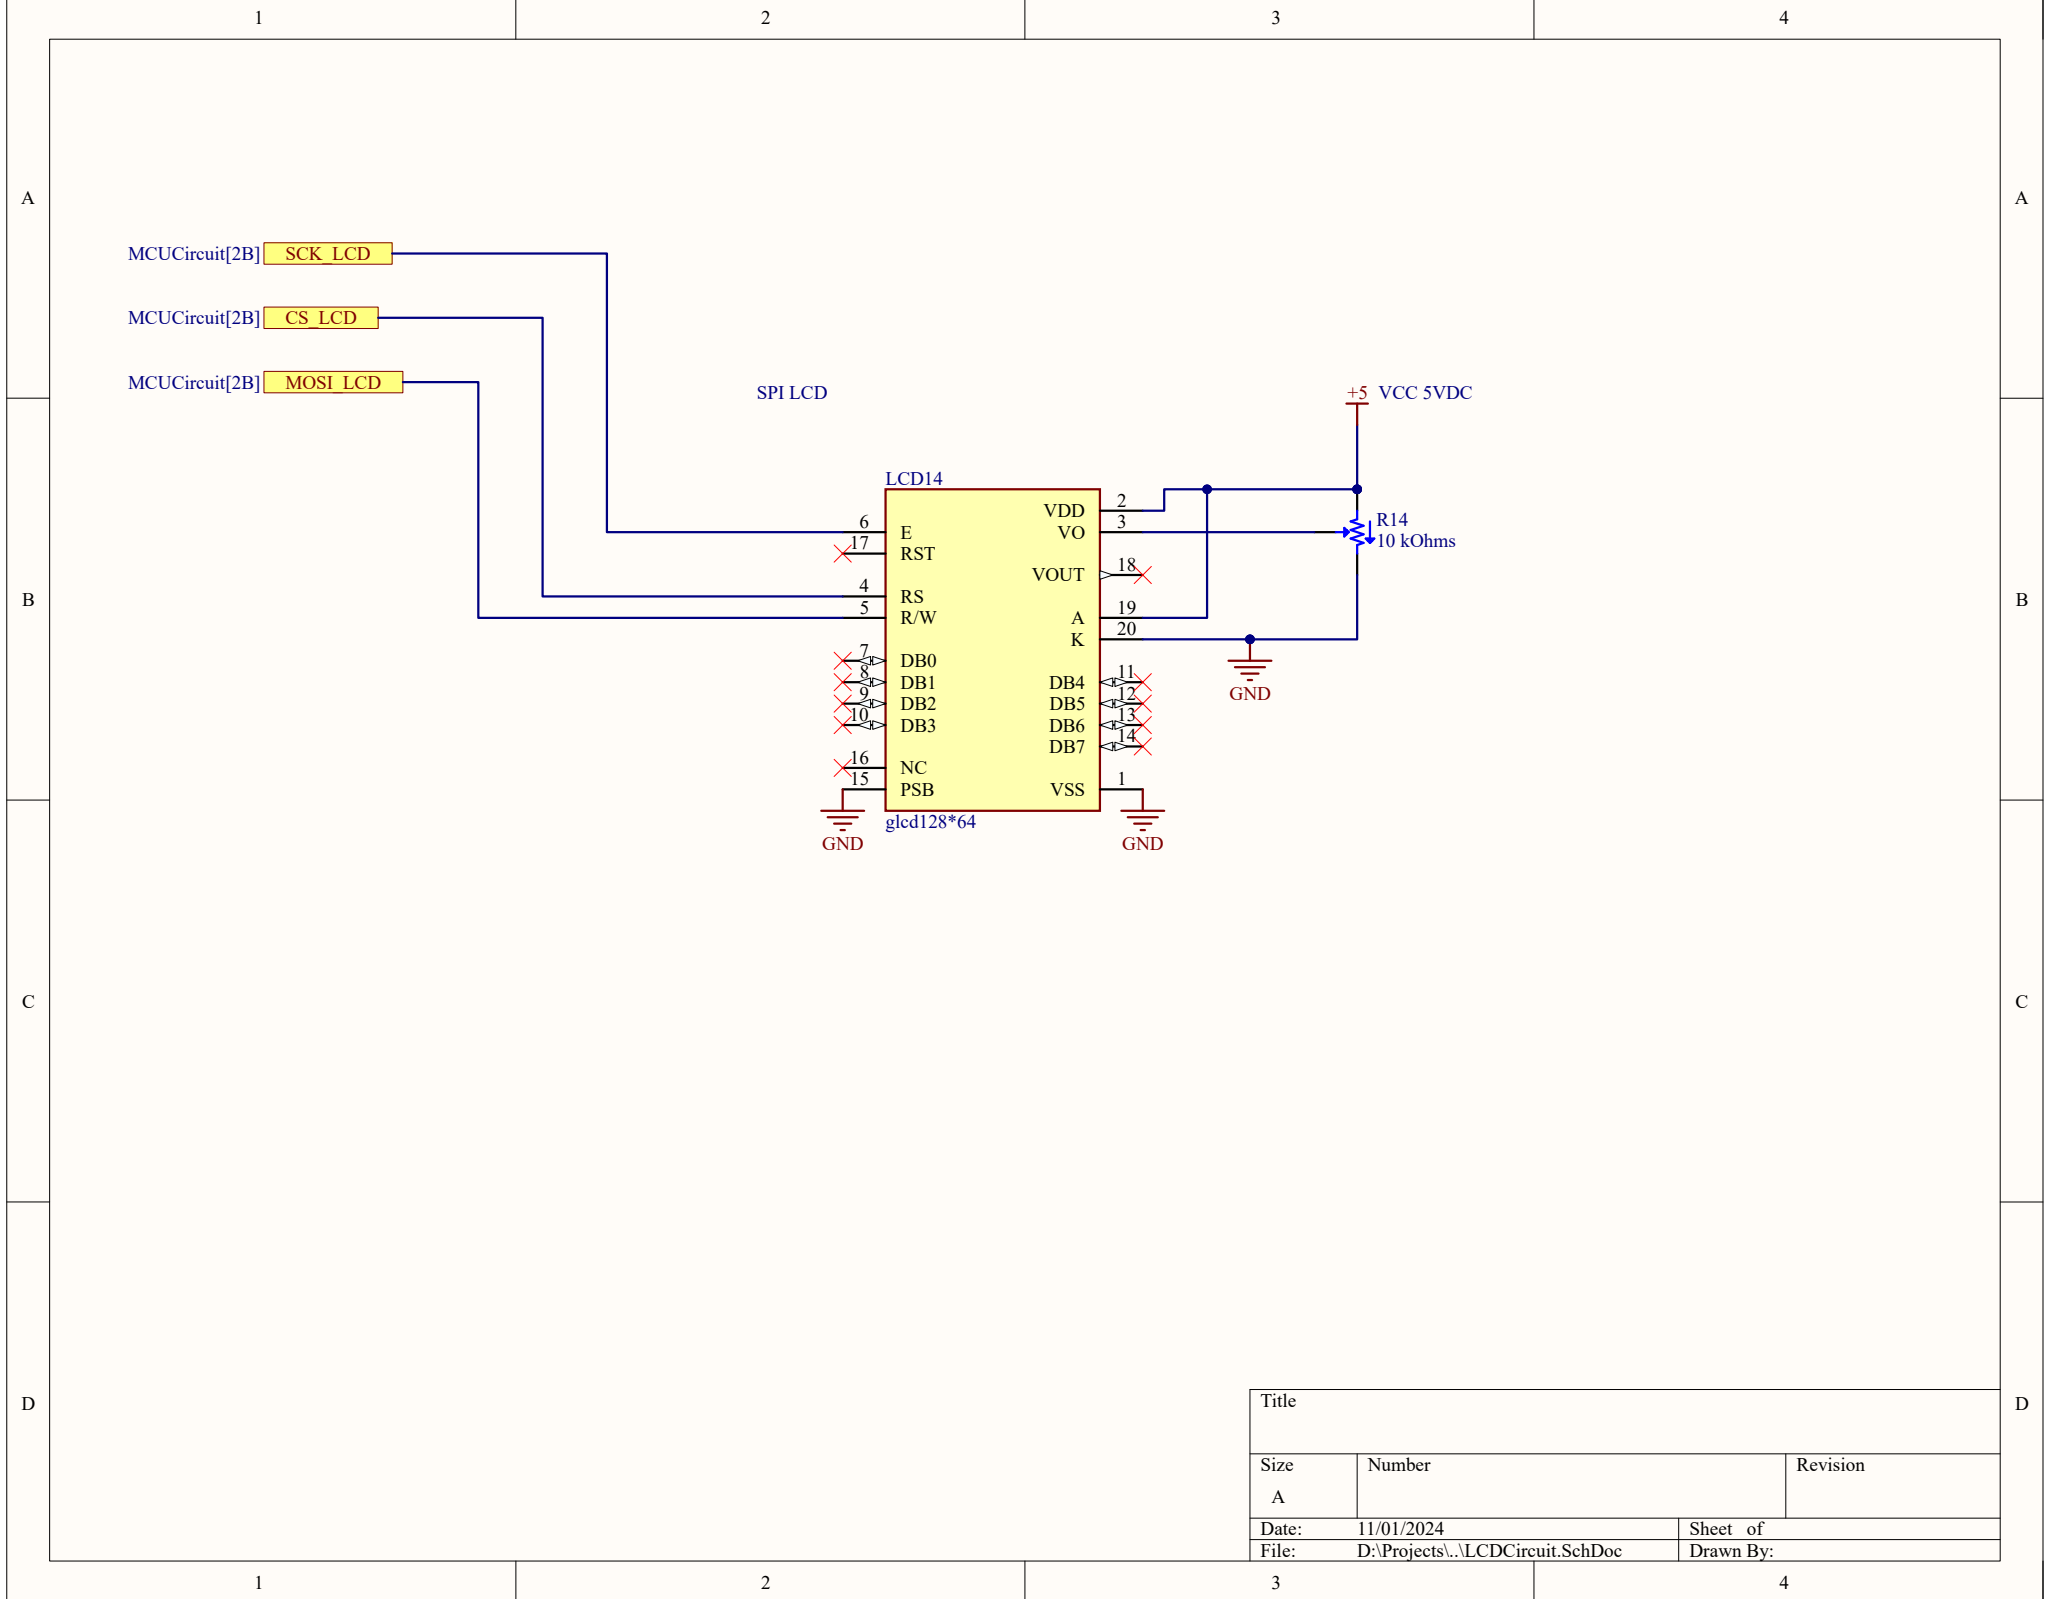 1 2 3 4
A A
MCUCircuit[2B] SCK_LCD
MCUCircuit[2B] CS_LCD
MCUCircuit[2B] MOSI_LCD
SPI LCD
+5 VCC 5VDC
LCD14
6 E
17 RST
4 RS
5 R/W
7 DB0
8 DB1
9 DB2
10 DB3
16 NC
15 PSB
VDD 2
VO 3
VOUT 18
A 19
K 20
DB4 11
DB5 12
DB6 13
DB7 14
VSS 1
R14
10 kOhms
GND
glcd128*64
GND
GND
B B
C C
D D
Title
Size
A
Number
Revision
Date: 11/01/2024
Sheet of
File: D:\Projects\..\LCDCircuit.SchDoc
Drawn By:
1 2 3 4